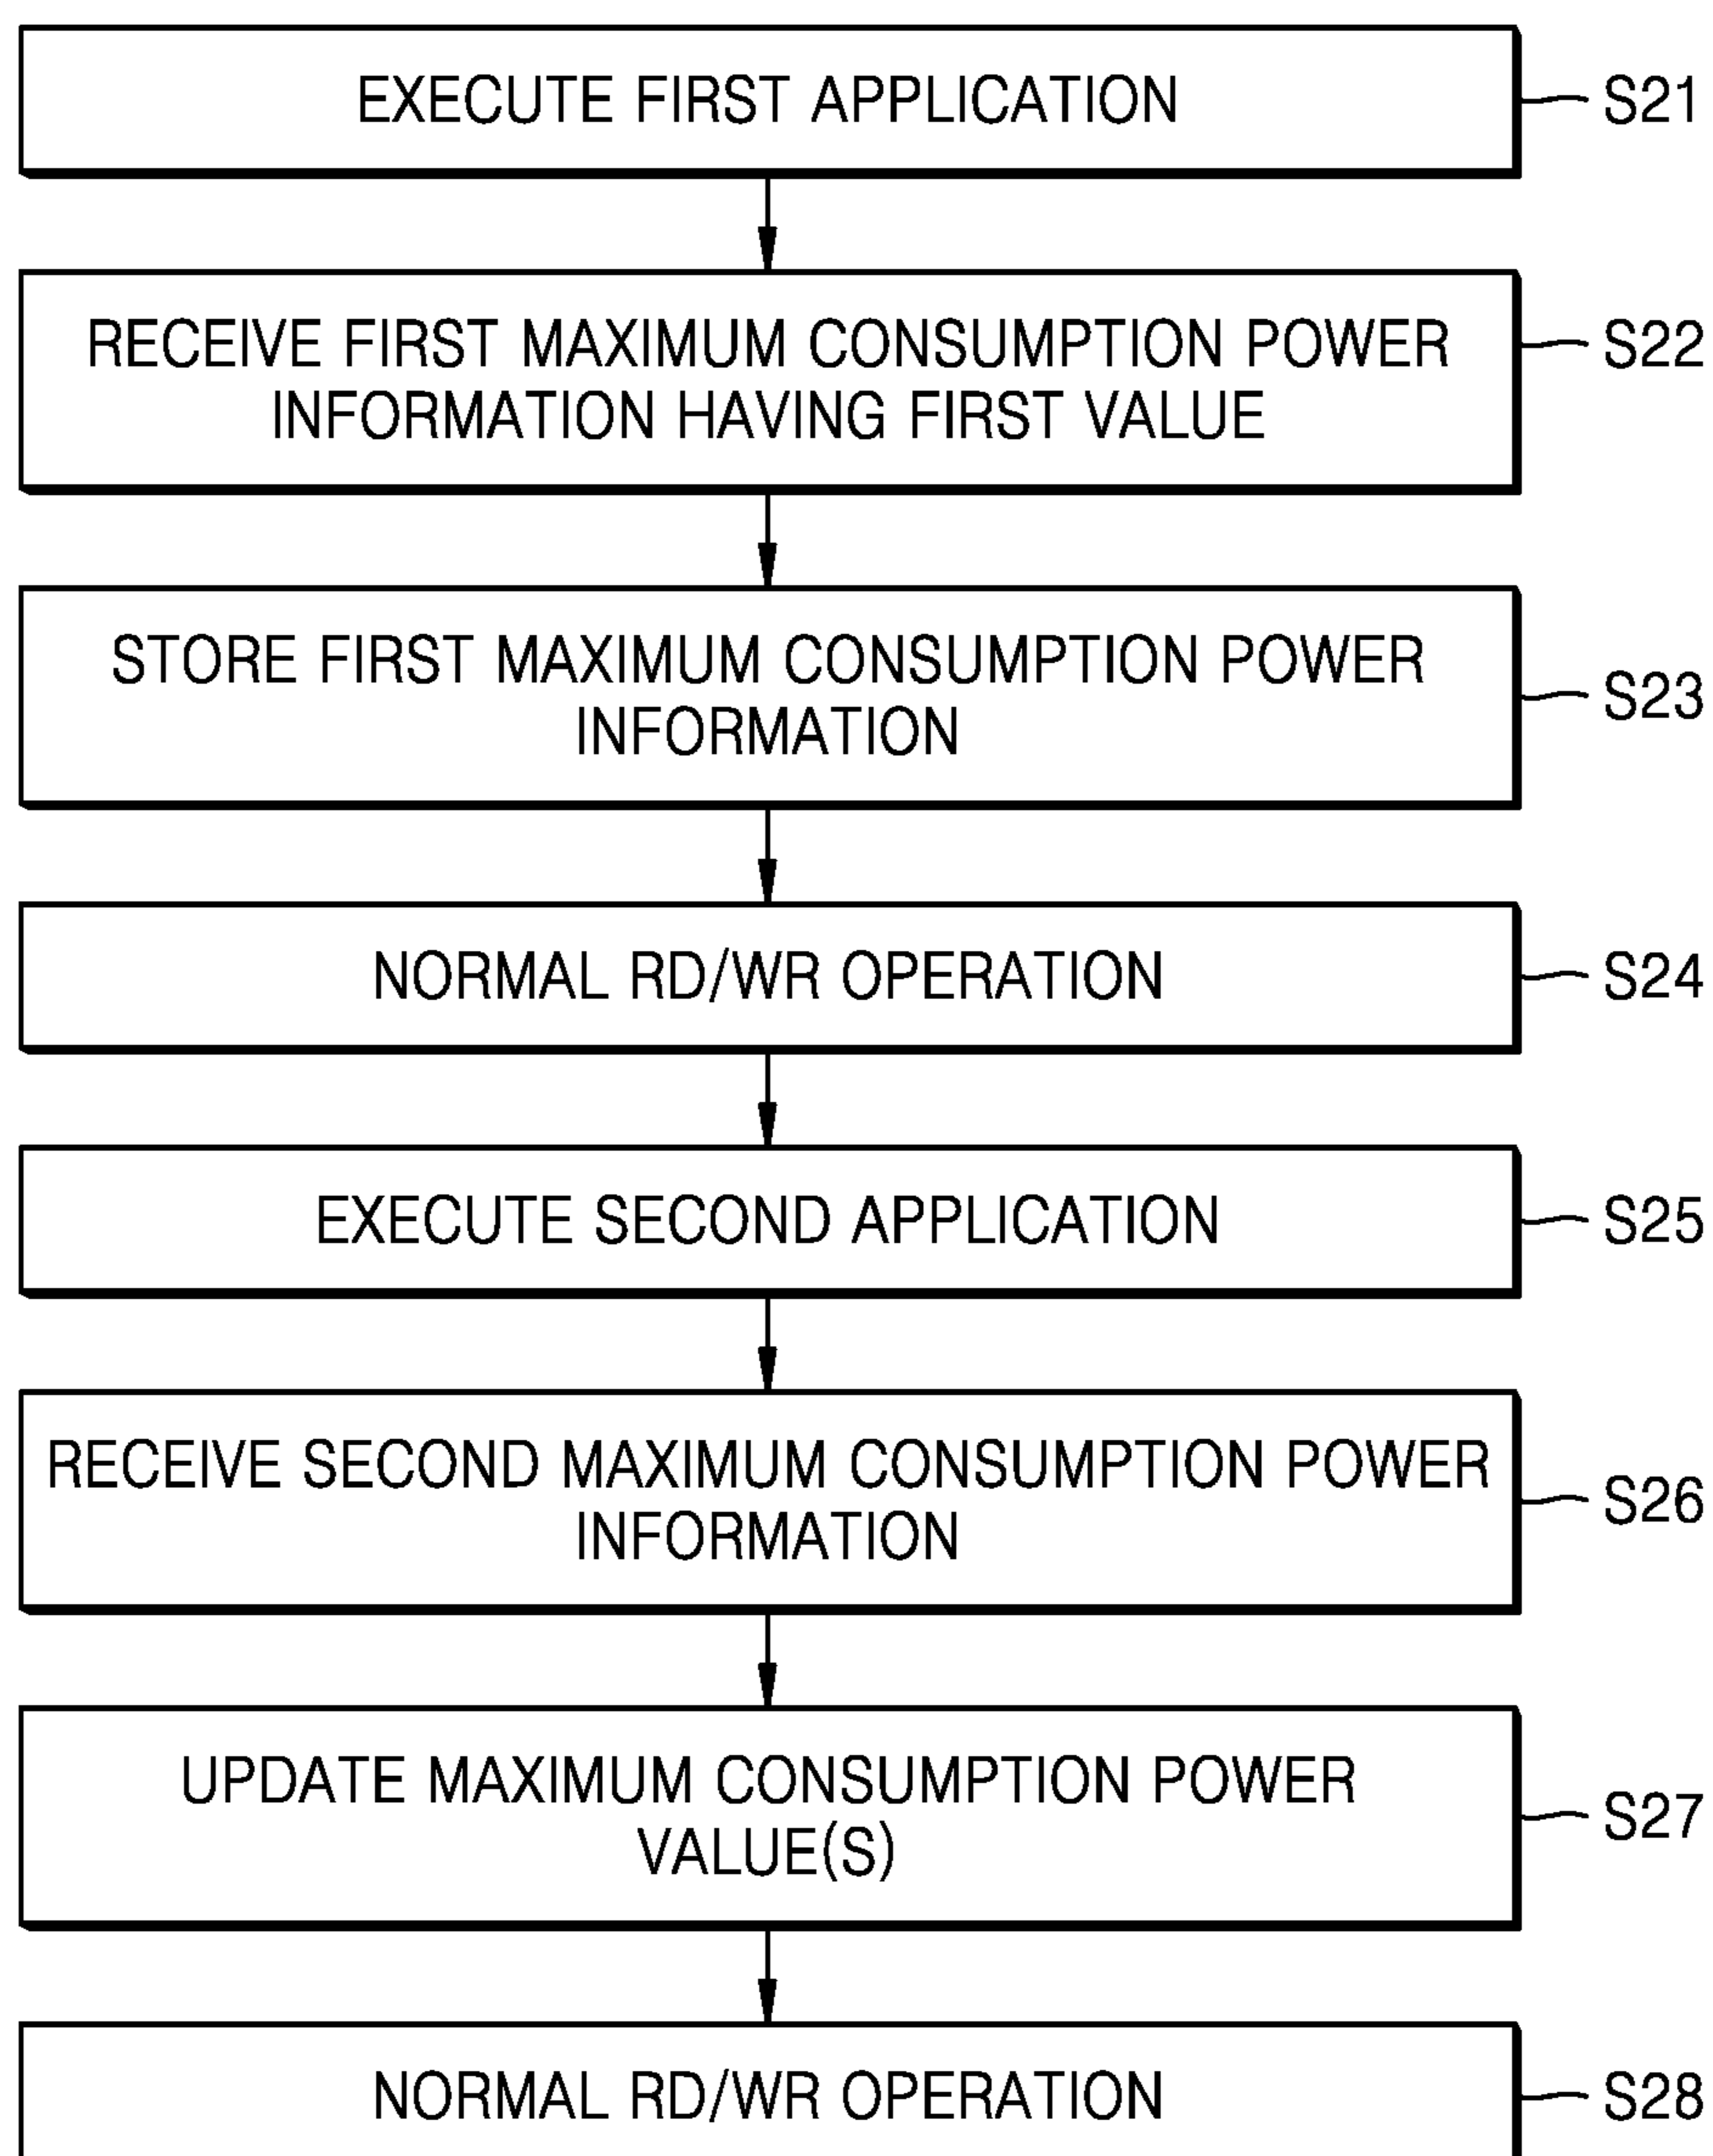 EXECUTE FIRST APPLICATION
S21
RECEIVE FIRST MAXIMUM CONSUMPTION POWER
INFORMATION HAVING FIRST VALUE
S22
STORE FIRST MAXIMUM CONSUMPTION POWER
INFORMATION
S23
NORMAL RD/WR OPERATION
S24
EXECUTE SECOND APPLICATION
S25
RECEIVE SECOND MAXIMUM CONSUMPTION POWER
INFORMATION
S26
UPDATE MAXIMUM CONSUMPTION POWER
VALUE(S)
S27
NORMAL RD/WR OPERATION
S28